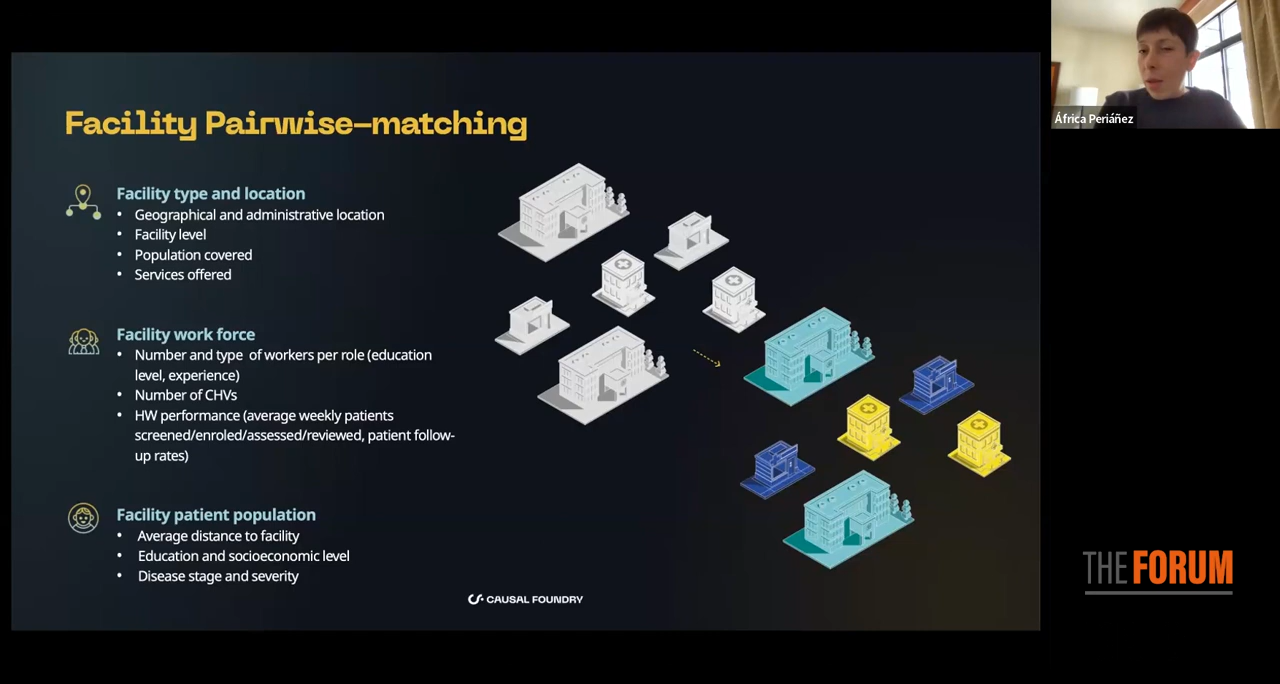 Facility Pairwise-matching
Facility type and location
• Geographical and administrative location
• Facility level
• Population covered
• Services offered
Facility work force
• Number and type of workers per role (education
level, experience)
• Number of CHVs
• HW performance (average weekly patients
screened/enroled/assessed/reviewed, patient follow-
up rates)
Facility patient population
• Average distance to facility
• Education and socioeconomic level
• Disease stage and severity
CAUSAL FOUNDRY
África Periáñez
THE FORUM